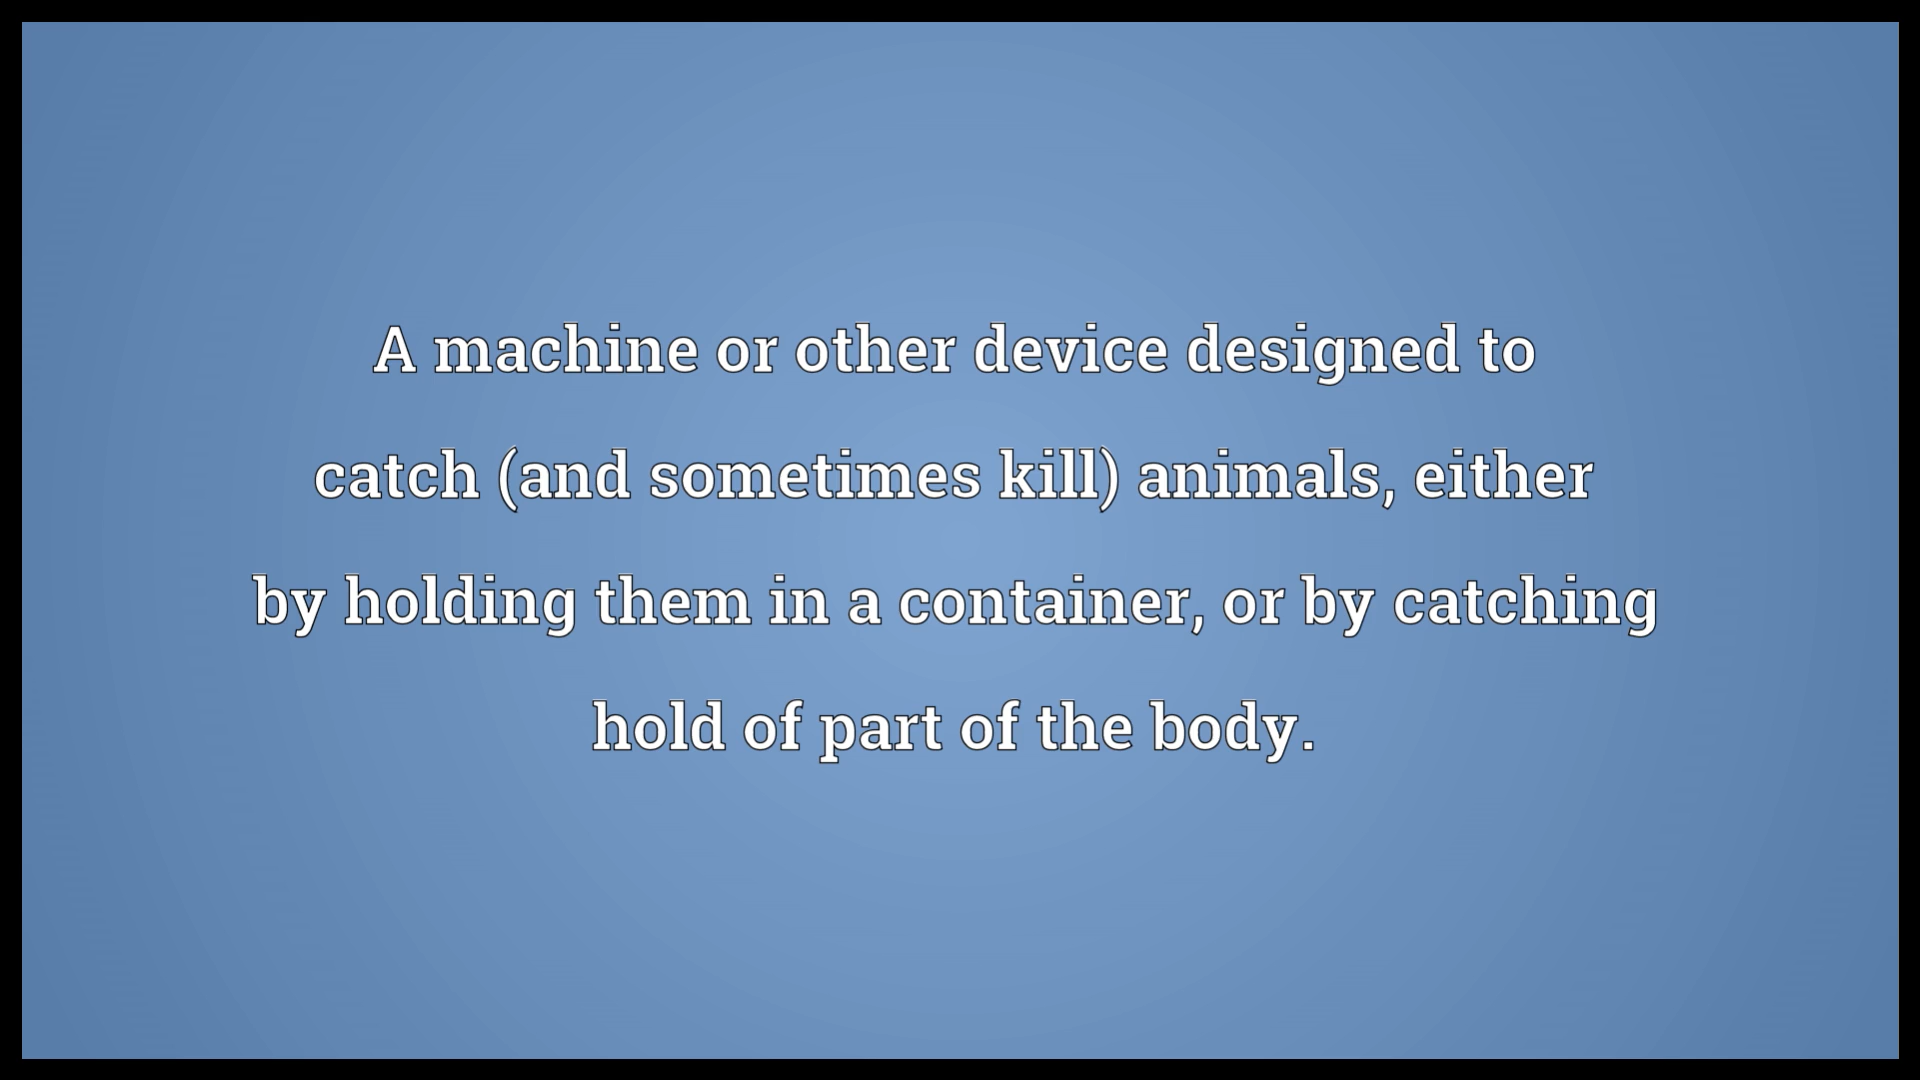 A machine or other device designed to
catch (and sometimes kill) animals, either
by holding them in a container, or by catching
hold of part of the body.